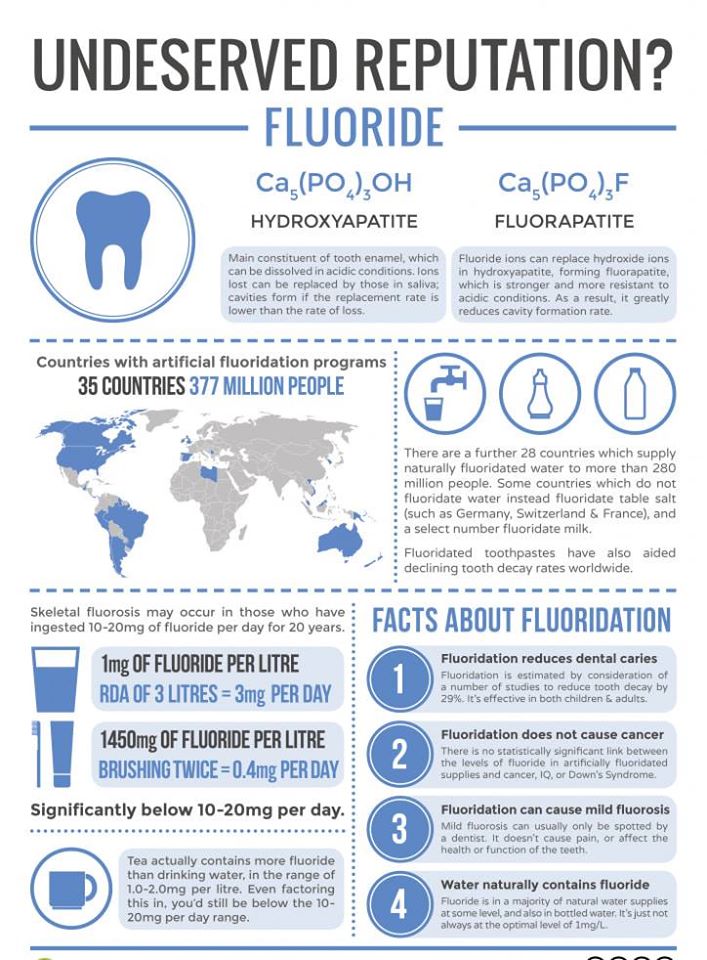 UNDESERVED REPUTATION?
FLUORIDE
Ca5(PO4)3OH
HYDROXYAPATITE
Main constituent of tooth enamel, which
can be dissolved in acidic conditions. Ions
lost can be replaced by those in saliva;
cavities form if the replacement rate is
lower than the rate of loss.
Ca5(PO4)3F
FLUORAPATITE
Fluoride ions can replace hydroxide ions
in hydroxyapatite, forming fluorapatite,
which is stronger and more resistant to
acidic conditions. As a result, it greatly
reduces cavity formation rate.
Countries with artificial fluoridation programs
35 COUNTRIES 377 MILLION PEOPLE
There are a further 28 countries which supply
naturally fluoridated water to more than 280
million people. Some countries which do not
fluoridate water instead fluoridate table salt
(such as Germany, Switzerland & France), and
a select number fluoridate milk.
Fluoridated toothpastes have also aided
declining tooth decay rates worldwide.
Skeletal fluorosis may occur in those who have
ingested 10-20mg of fluoride per day for 20 years.
1mg OF FLUORIDE PER LITRE
RDA OF 3 LITRES = 3mg PER DAY
1450mg OF FLUORIDE PER LITRE
BRUSHING TWICE = 0.4mg PER DAY
Significantly below 10-20mg per day.
Tea actually contains more fluoride
than drinking water, in the range of
1.0-2.0mg per litre. Even factoring
this in, you'd still be below the 10-
20mg per day range.
FACTS ABOUT FLUORIDATION
1
Fluoridation reduces dental caries
Fluoridation is estimated by consideration of
a number of studies to reduce tooth decay by
29%. It's effective in both children & adults.
2
Fluoridation does not cause cancer
There is no statistically significant link between
the levels of fluoride in artificially fluoridated
supplies and cancer, IQ, or Down's Syndrome.
3
Fluoridation can cause mild fluorosis
Mild fluorosis can usually only be spotted by
a dentist. It doesn't cause pain, or affect the
health or function of the teeth.
4
Water naturally contains fluoride
Fluoride is in a majority of natural water supplies
at some level, and also in bottled water. It's just not
always at the optimal level of 1mg/L.